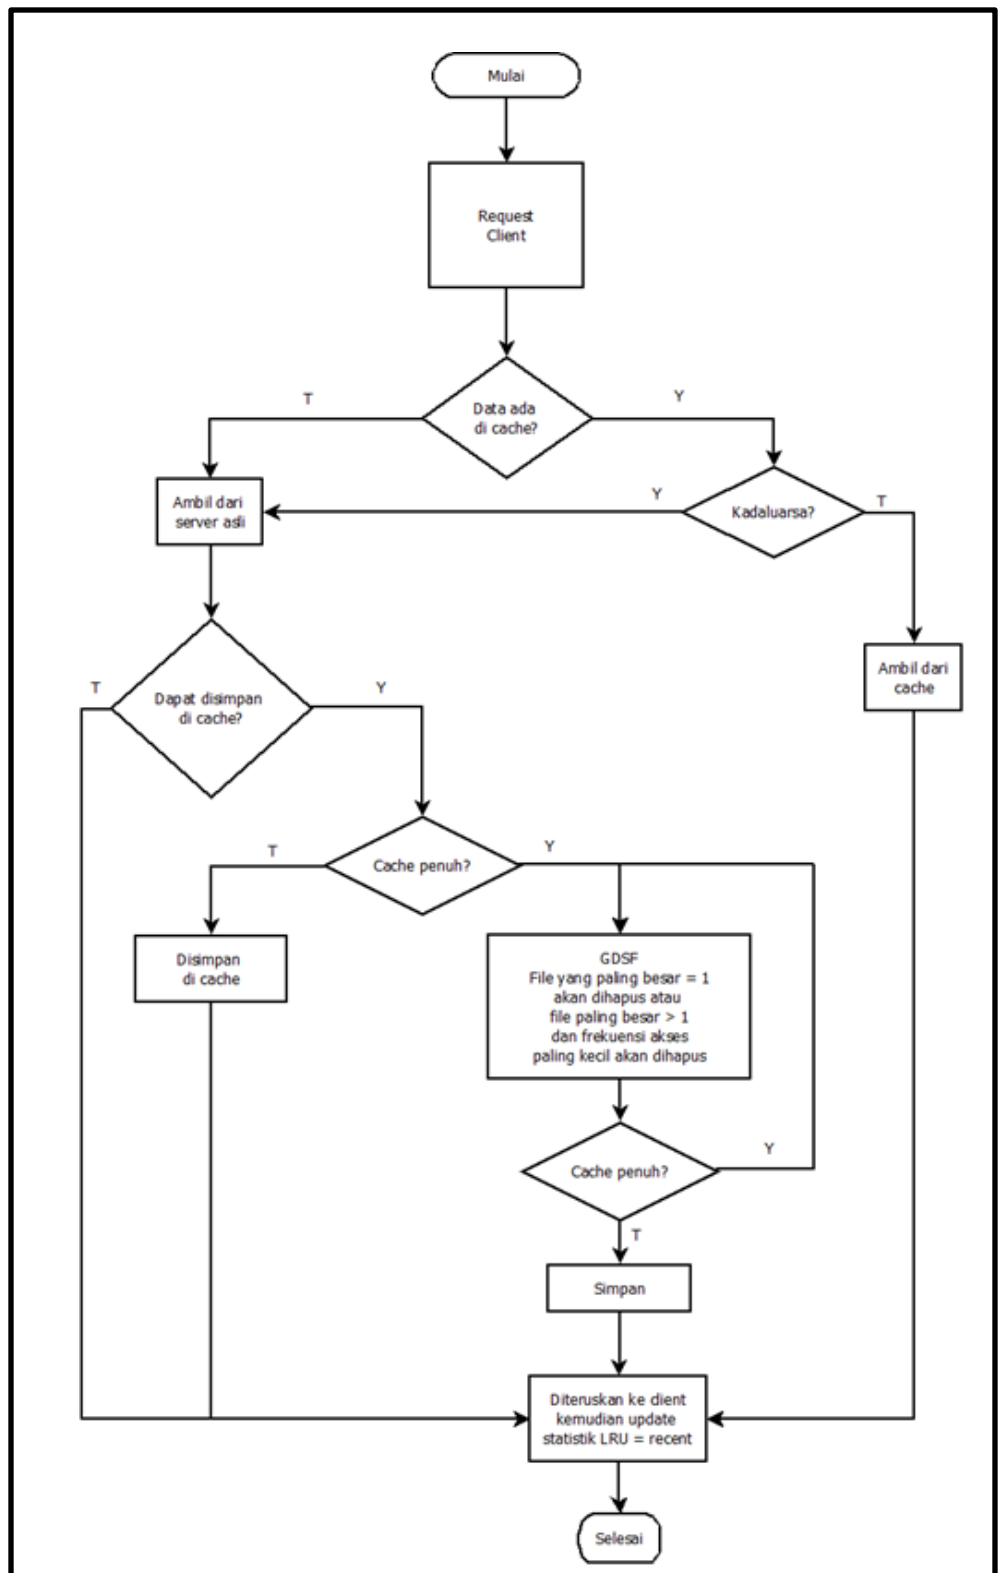 Mulai
Request
Client
Data ada
di cache?
T
Y
Ambil dari
server asli
Y
Kadaluarsa?
T
Ambil dari
cache
T
Dapat disimpan
di cache?
Y
T
Cache penuh?
Y
Disimpan
di cache
GDSF
File yang paling besar = 1
akan dihapus atau
file paling besar > 1
dan frekuensi akses
paling kecil akan dihapus
Cache penuh?
Y
T
Simpan
Diteruskan ke client
kemudian update
statistik LRU = recent
Selesai